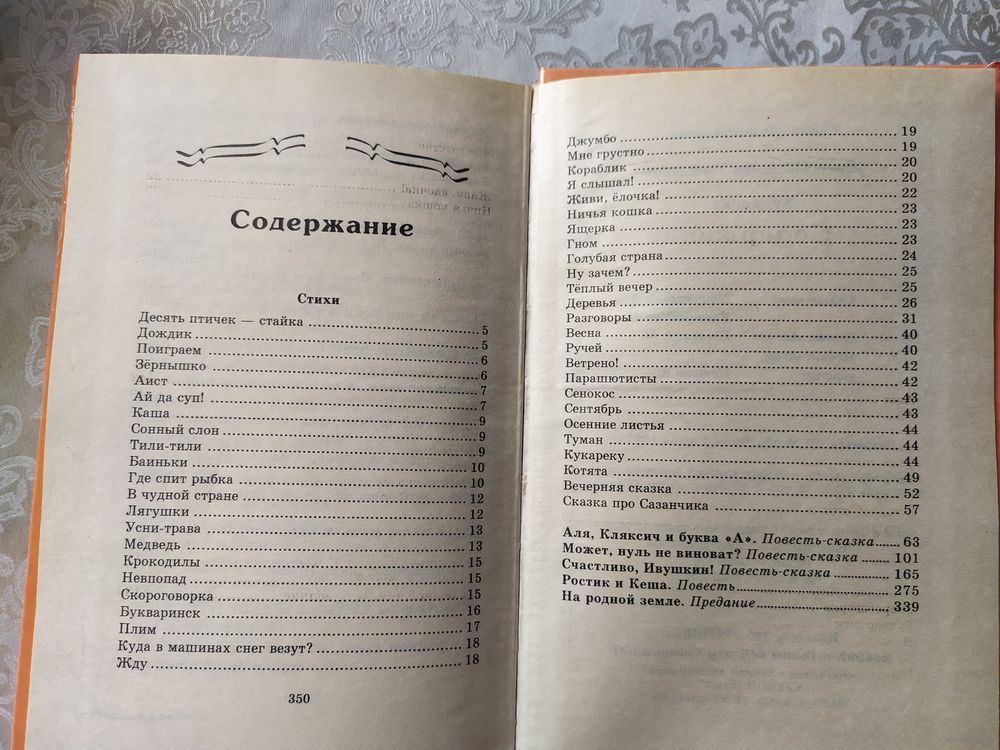 Содержание
Стихи
Десять птичек — стайка ........ 5
Дождик ........ 5
Поиграем ........ 6
Зёрнышко ........ 6
Аист ........ 7
Ай да суп! ........ 7
Каша ........ 9
Сонный слон ........ 9
Тили-тили ........ 9
Баиньки ........ 10
Где спит рыбка ........ 10
В чудной стране ........ 12
Лягушки ........ 12
Усни-трава ........ 13
Медведь ........ 13
Крокодилы ........ 15
Невпопад ........ 15
Скороговорка ........ 15
Букваринск ........ 16
Плим ........ 17
Куда в машинах снег везут? ........ 18
Жду ........ 18
350
Джумбо ........ 19
Мне грустно ........ 19
Кораблик ........ 20
Я слышал! ........ 20
Живи, ёлочка! ........ 22
Ничья кошка ........ 23
Ящерка ........ 23
Гном ........ 23
Голубая страна ........ 24
Ну зачем? ........ 25
Тёплый вечер ........ 25
Деревья ........ 26
Разговоры ........ 31
Весна ........ 40
Ручей ........ 40
Ветрено! ........ 42
Парашютисты ........ 42
Сенокос ........ 43
Сентябрь ........ 43
Осенние листья ........ 44
Туман ........ 44
Кукареку ........ 44
Котята ........ 49
Вечерняя сказка ........ 52
Сказка про Сазанчика ........ 57
Аля, Кляксич и буква «А». Повесть-сказка ........ 63
Может, нуль не виноват? Повесть-сказка ........ 101
Счастливо, Ивушкин! Повесть-сказка ........ 165
Ростик и Кеша. Повесть ........ 275
На родной земле. Предание ........ 339